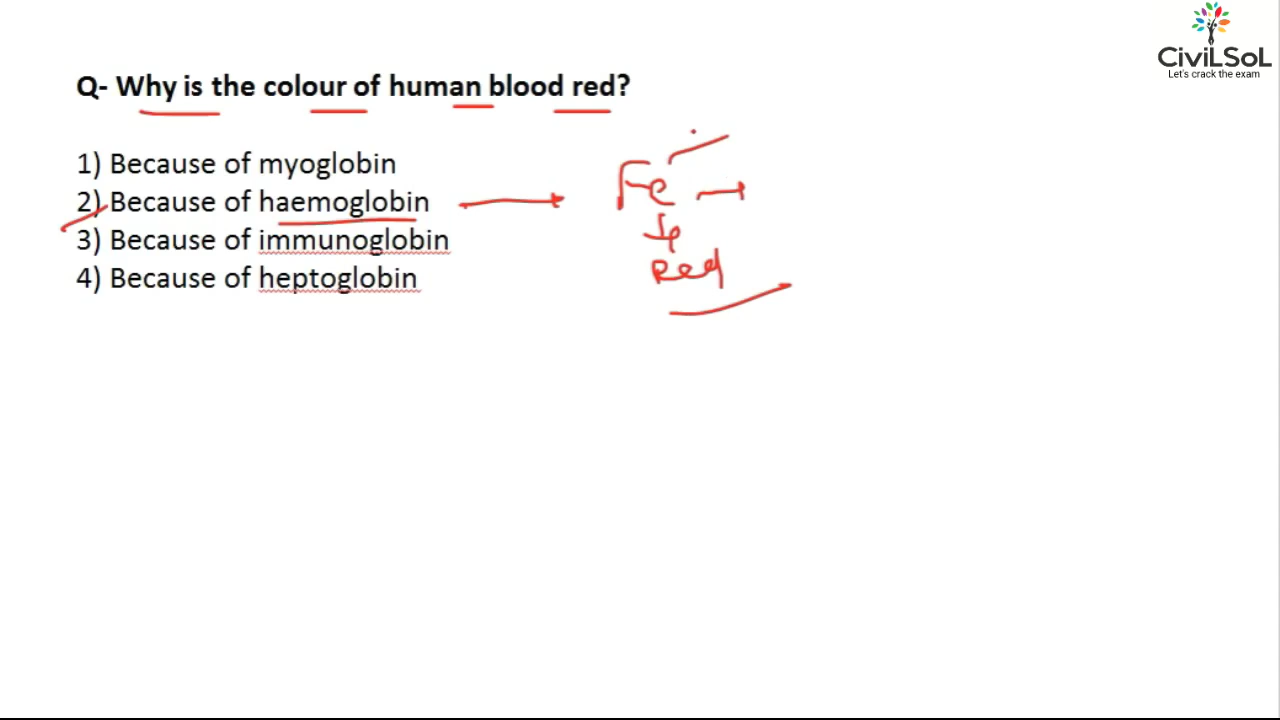 CiviLSoL
Let's crack the exam
Q- Why is the colour of human blood red?
1) Because of myoglobin
2) Because of haemoglobin
3) Because of immunoglobin
4) Because of heptoglobin
Fe
Red